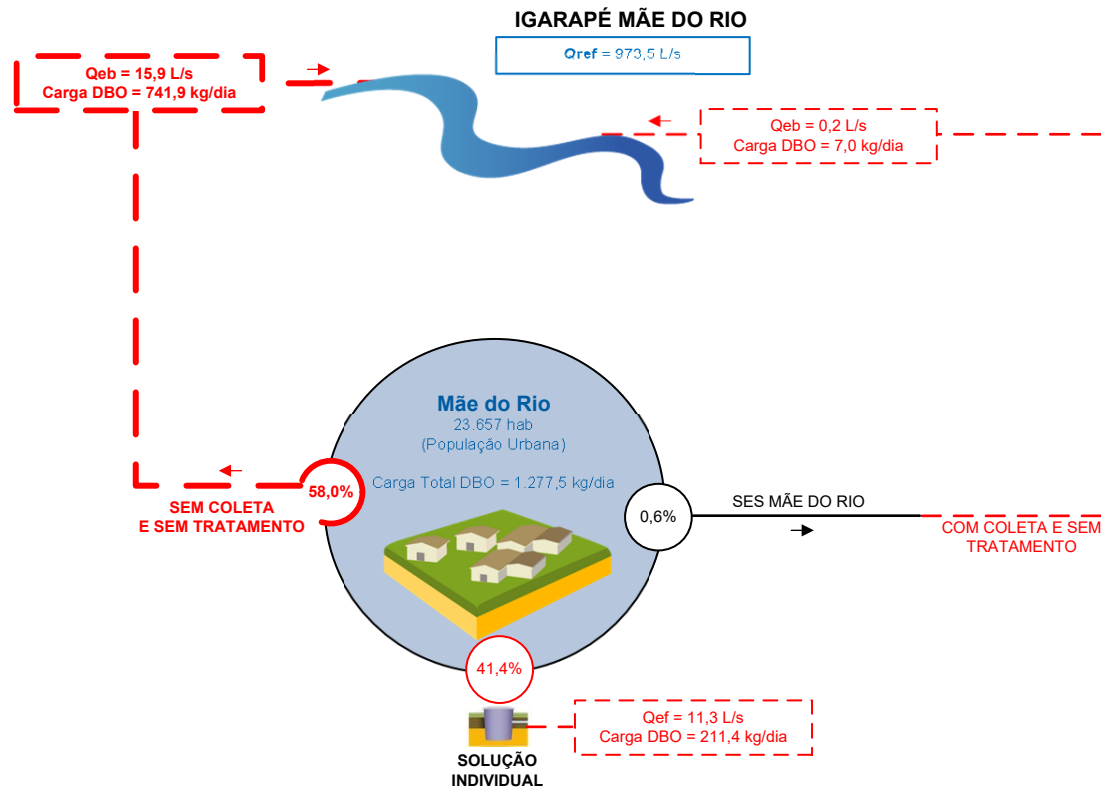 IGARAPÉ MÃE DO RIO
Qref = 973,5 L/s
Qeb = 15,9 L/s
Carga DBO = 741,9 kg/dia
Qeb = 0,2 L/s
Carga DBO = 7,0 kg/dia
Mãe do Rio
23.657 hab
(População Urbana)
Carga Total DBO = 1.277,5 kg/dia
58,0%
SEM COLETA
E SEM TRATAMENTO
0,6%
SES MÃE DO RIO
COM COLETA E SEM
TRATAMENTO
41,4%
Qef = 11,3 L/s
Carga DBO = 211,4 kg/dia
SOLUÇÃO
INDIVIDUAL